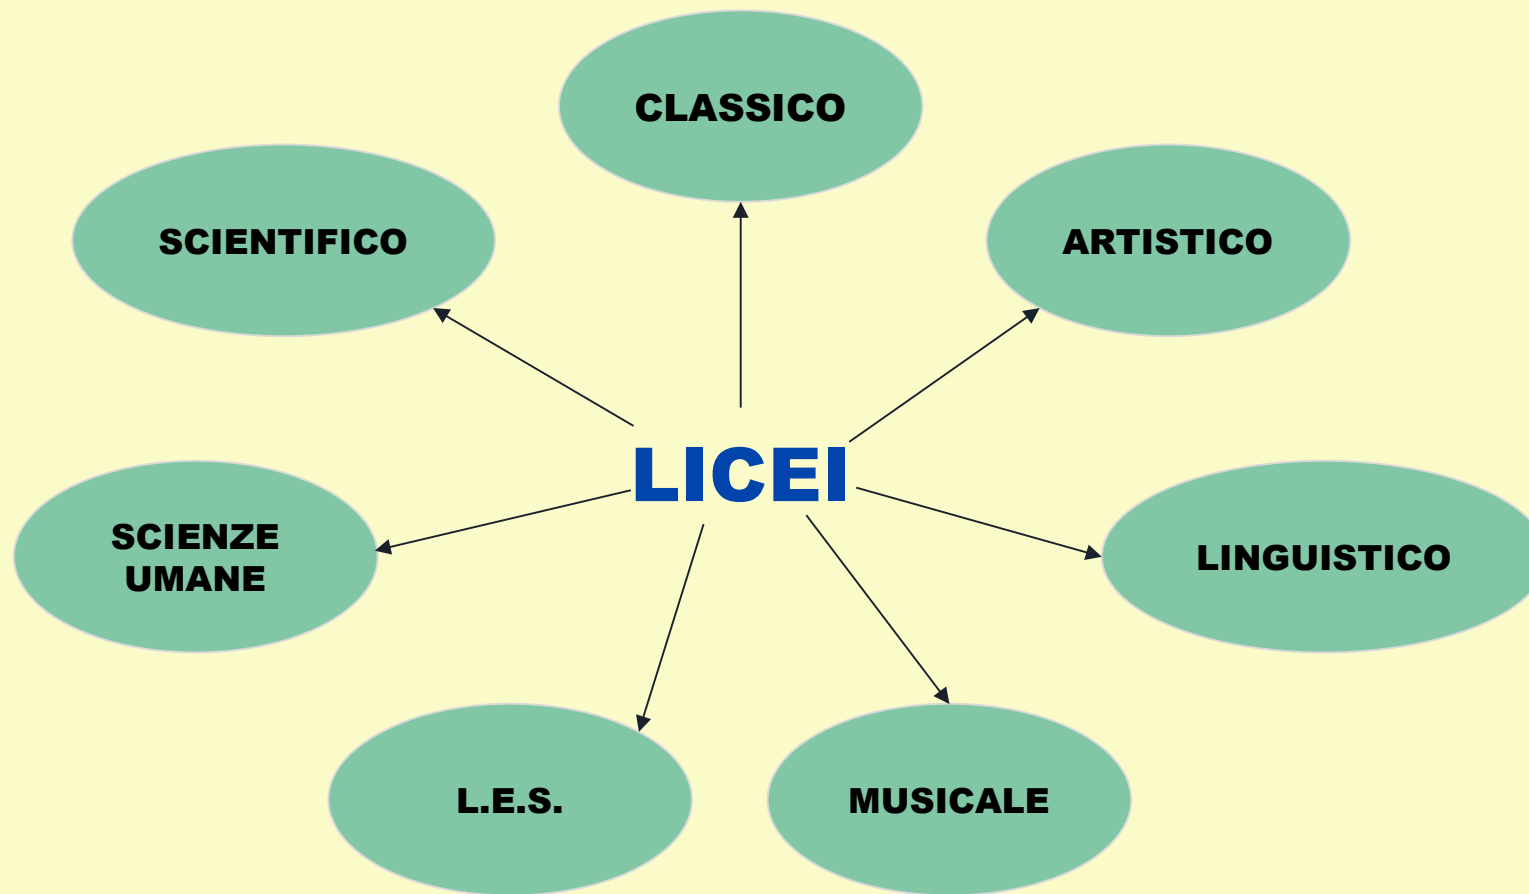 CLASSICO
SCIENTIFICO
ARTISTICO
LICEI
SCIENZE
UMANE
LINGUISTICO
L.E.S.
MUSICALE